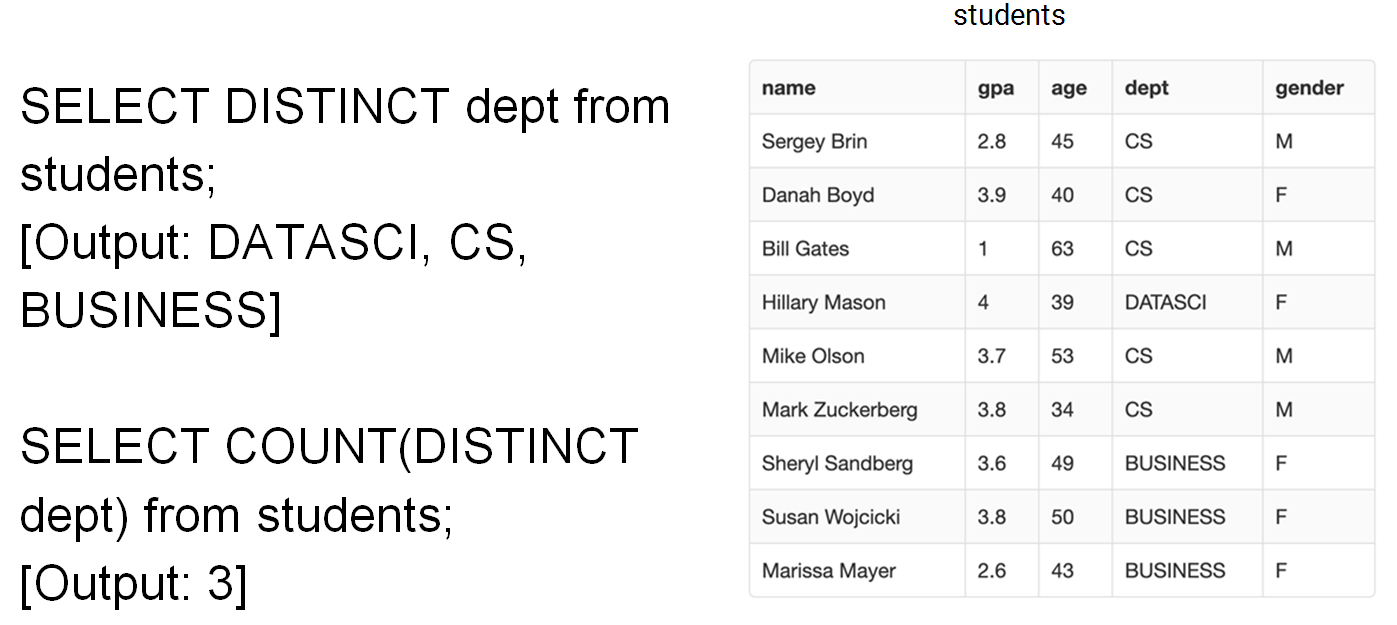 students
SELECT DISTINCT dept from
students;
[Output: DATASCI, CS,
BUSINESS]
SELECT COUNT(DISTINCT
dept) from students;
[Output: 3]
name gpa age dept gender
Sergey Brin 2.8 45 CS M
Danah Boyd 3.9 40 CS F
Bill Gates 1 63 CS M
Hillary Mason 4 39 DATASCI F
Mike Olson 3.7 53 CS M
Mark Zuckerberg 3.8 34 CS M
Sheryl Sandberg 3.6 49 BUSINESS F
Susan Wojcicki 3.8 50 BUSINESS F
Marissa Mayer 2.6 43 BUSINESS F